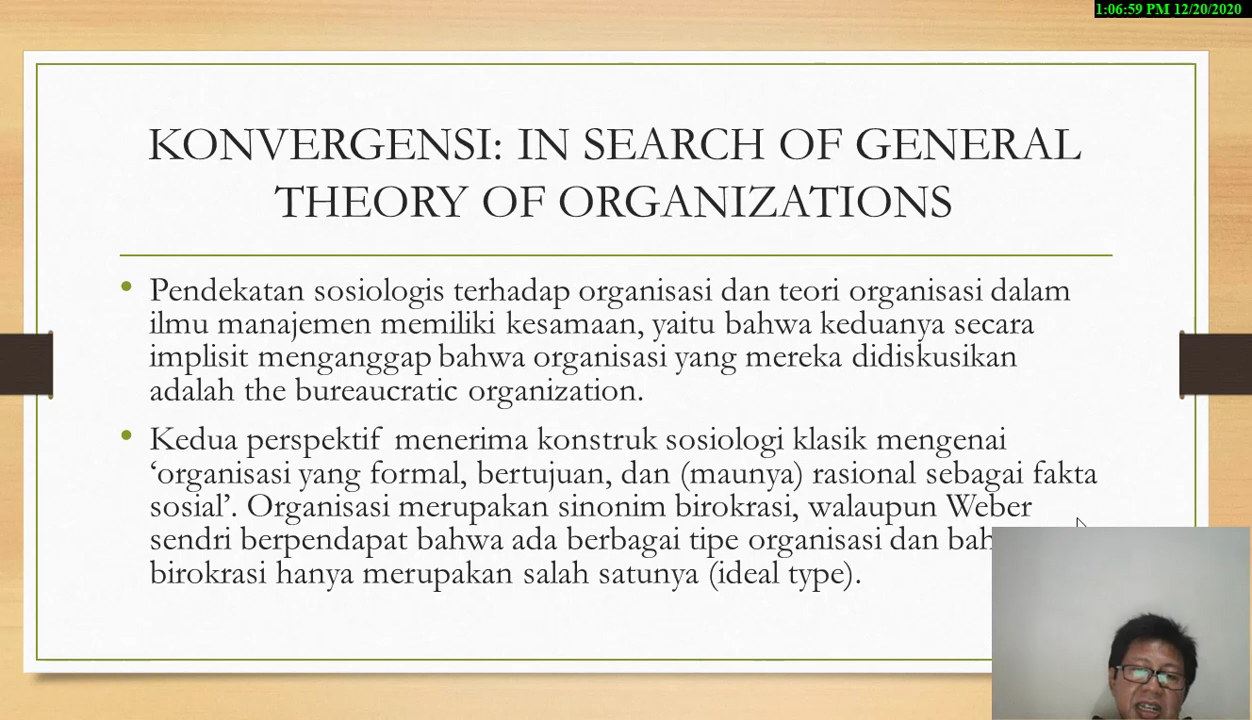 1:06:59 PM 12/20/2020
KONVERGENSI: IN SEARCH OF GENERAL
THEORY OF ORGANIZATIONS
• Pendekatan sosiologis terhadap organisasi dan teori organisasi dalam
ilmu manajemen memiliki kesamaan, yaitu bahwa keduanya secara
implisit menganggap bahwa organisasi yang mereka didiskusikan
adalah the bureaucratic organization.
• Kedua perspektif menerima konstruk sosiologi klasik mengenai
‘organisasi yang formal, bertujuan, dan (maunya) rasional sebagai fakta
sosial’. Organisasi merupakan sinonim birokrasi, walaupun Weber
sendri berpendapat bahwa ada berbagai tipe organisasi dan
birokrasi hanya merupakan salah satunya (ideal type).